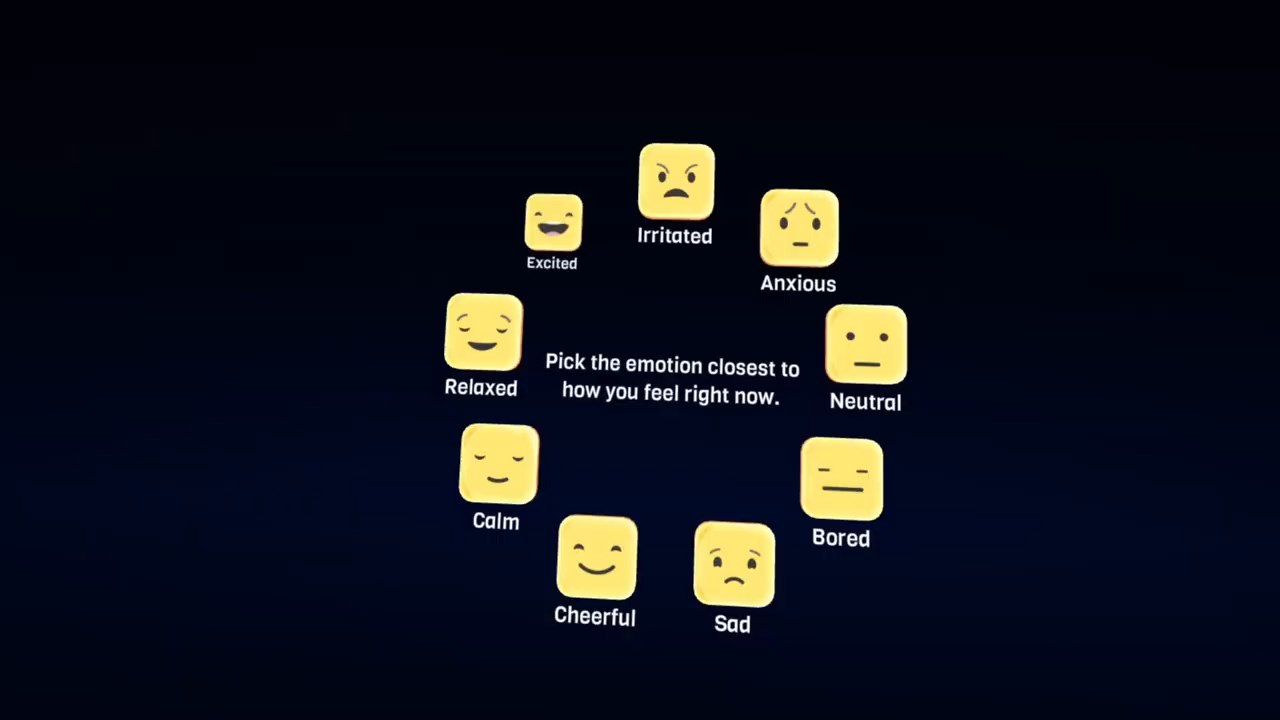 Irritated
Excited
Anxious
Pick the emotion closest to
how you feel right now.
Relaxed
Neutral
Calm
Bored
Cheerful
Sad